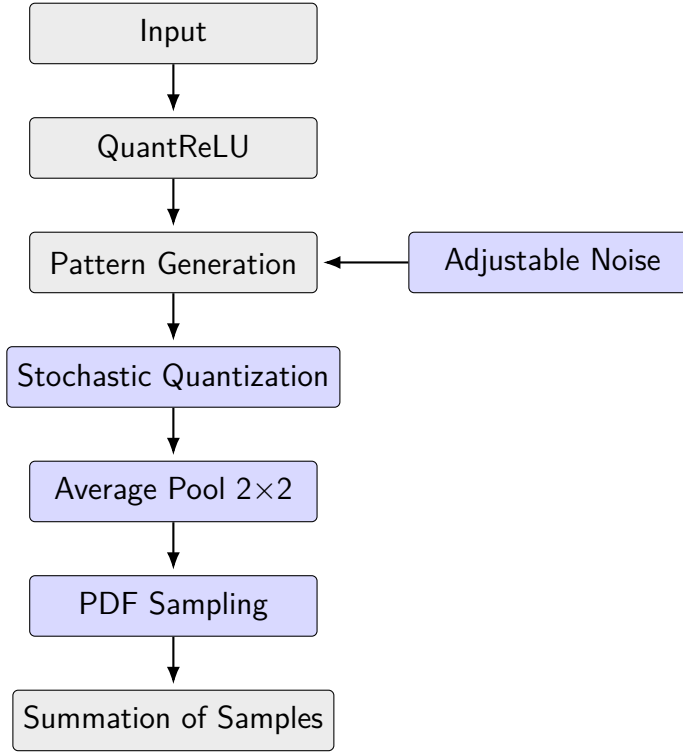 Input
QuantReLU
Pattern Generation
Adjustable Noise
Stochastic Quantization
Average Pool 2×2
PDF Sampling
Summation of Samples